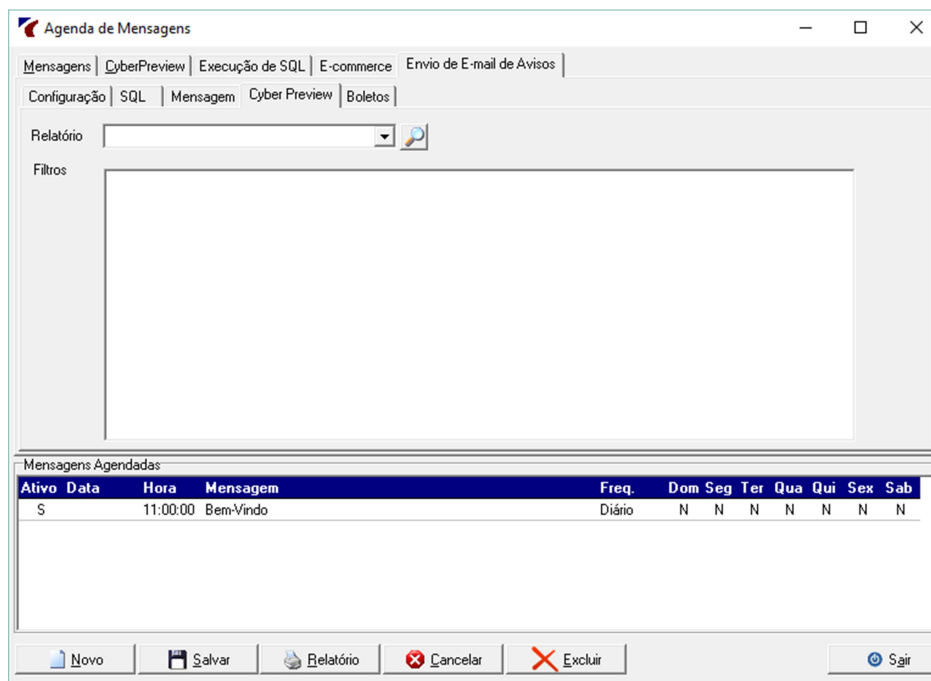 Agenda de Mensagens
Mensagens CyberPreview Execução de SQL E-commerce Envio de E-mail de Avisos
Configuração SQL Mensagem Cyber Preview Boletos
Relatório
Filtros
Mensagens Agendadas
Ativo Data Hora Mensagem Freq. Dom Seg Ter Qua Qui Sex Sab
S 11:00:00 Bem-Vindo Diário N N N N N N N
Novo Salvar Relatório Cancelar Excluir Sair